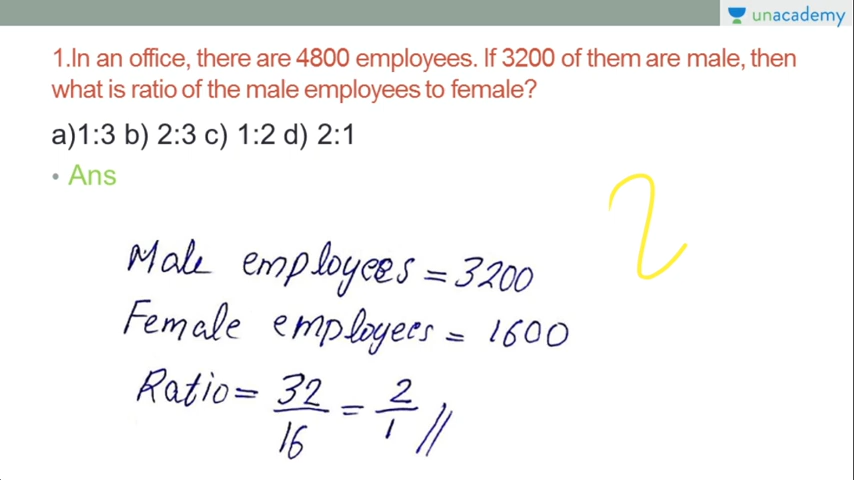 unacademy
1.In an office, there are 4800 employees. If 3200 of them are male, then
what is ratio of the male employees to female?
a)1:3 b) 2:3 c) 1:2 d) 2:1
• Ans
2
Male employees = 3200
Female employees = 1600
Ratio = 32/16 = 2/1 //